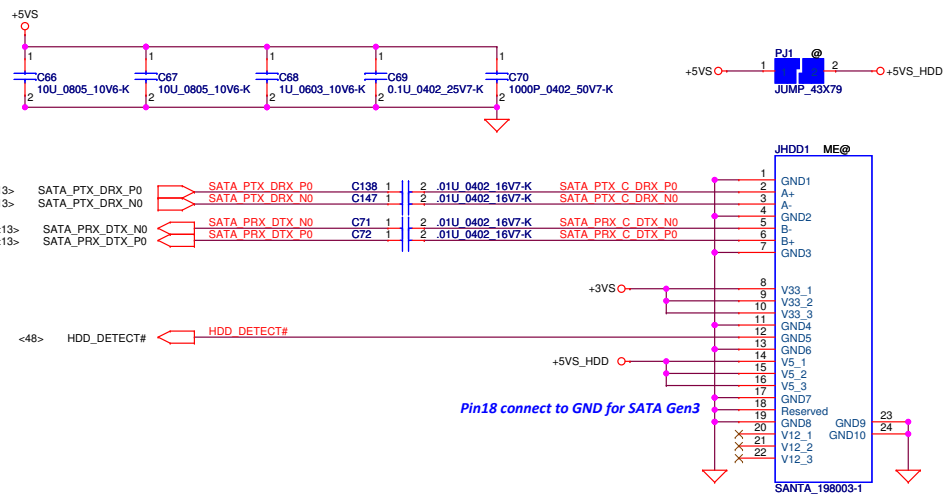 +5VS
1 1 1 1 1
C66 C67 C68 C69 C70
10U_0805_10V6-K 10U_0805_10V6-K 1U_0603_10V6-K 0.1U_0402_25V7-K 1000P_0402_50V7-K
2 2 2 2 2
PJ1 @
+5VS 1 2 +5VS_HDD
JUMP_43X79
JHDD1 ME@
3> SATA_PTX_DRX_P0 SATA_PTX_DRX_P0 C138 1 2 .01U_0402_16V7-K SATA_PTX_C_DRX_P0
3> SATA_PTX_DRX_N0 SATA_PTX_DRX_N0 C147 1 2 .01U_0402_16V7-K SATA_PTX_C_DRX_N0
:13> SATA_PRX_DTX_N0 SATA_PRX_DTX_N0 C71 1 2 .01U_0402_16V7-K SATA_PRX_C_DTX_N0
:13> SATA_PRX_DTX_P0 SATA_PRX_DTX_P0 C72 1 2 .01U_0402_16V7-K SATA_PRX_C_DTX_P0
1 GND1
2 A+
3 A-
4 GND2
5 B-
6 B+
7 GND3
+3VS
8 V33_1
9 V33_2
10 V33_3
11 GND4
<48> HDD_DETECT# HDD_DETECT#
12 GND5
13 GND6
+5VS_HDD
14 V5_1
15 V5_2
16 V5_3
17 GND7
Pin18 connect to GND for SATA Gen3
18 Reserved
19 GND8 GND9 23
20 V12_1 GND10 24
21 V12_2
22 V12_3
SANTA_198003-1